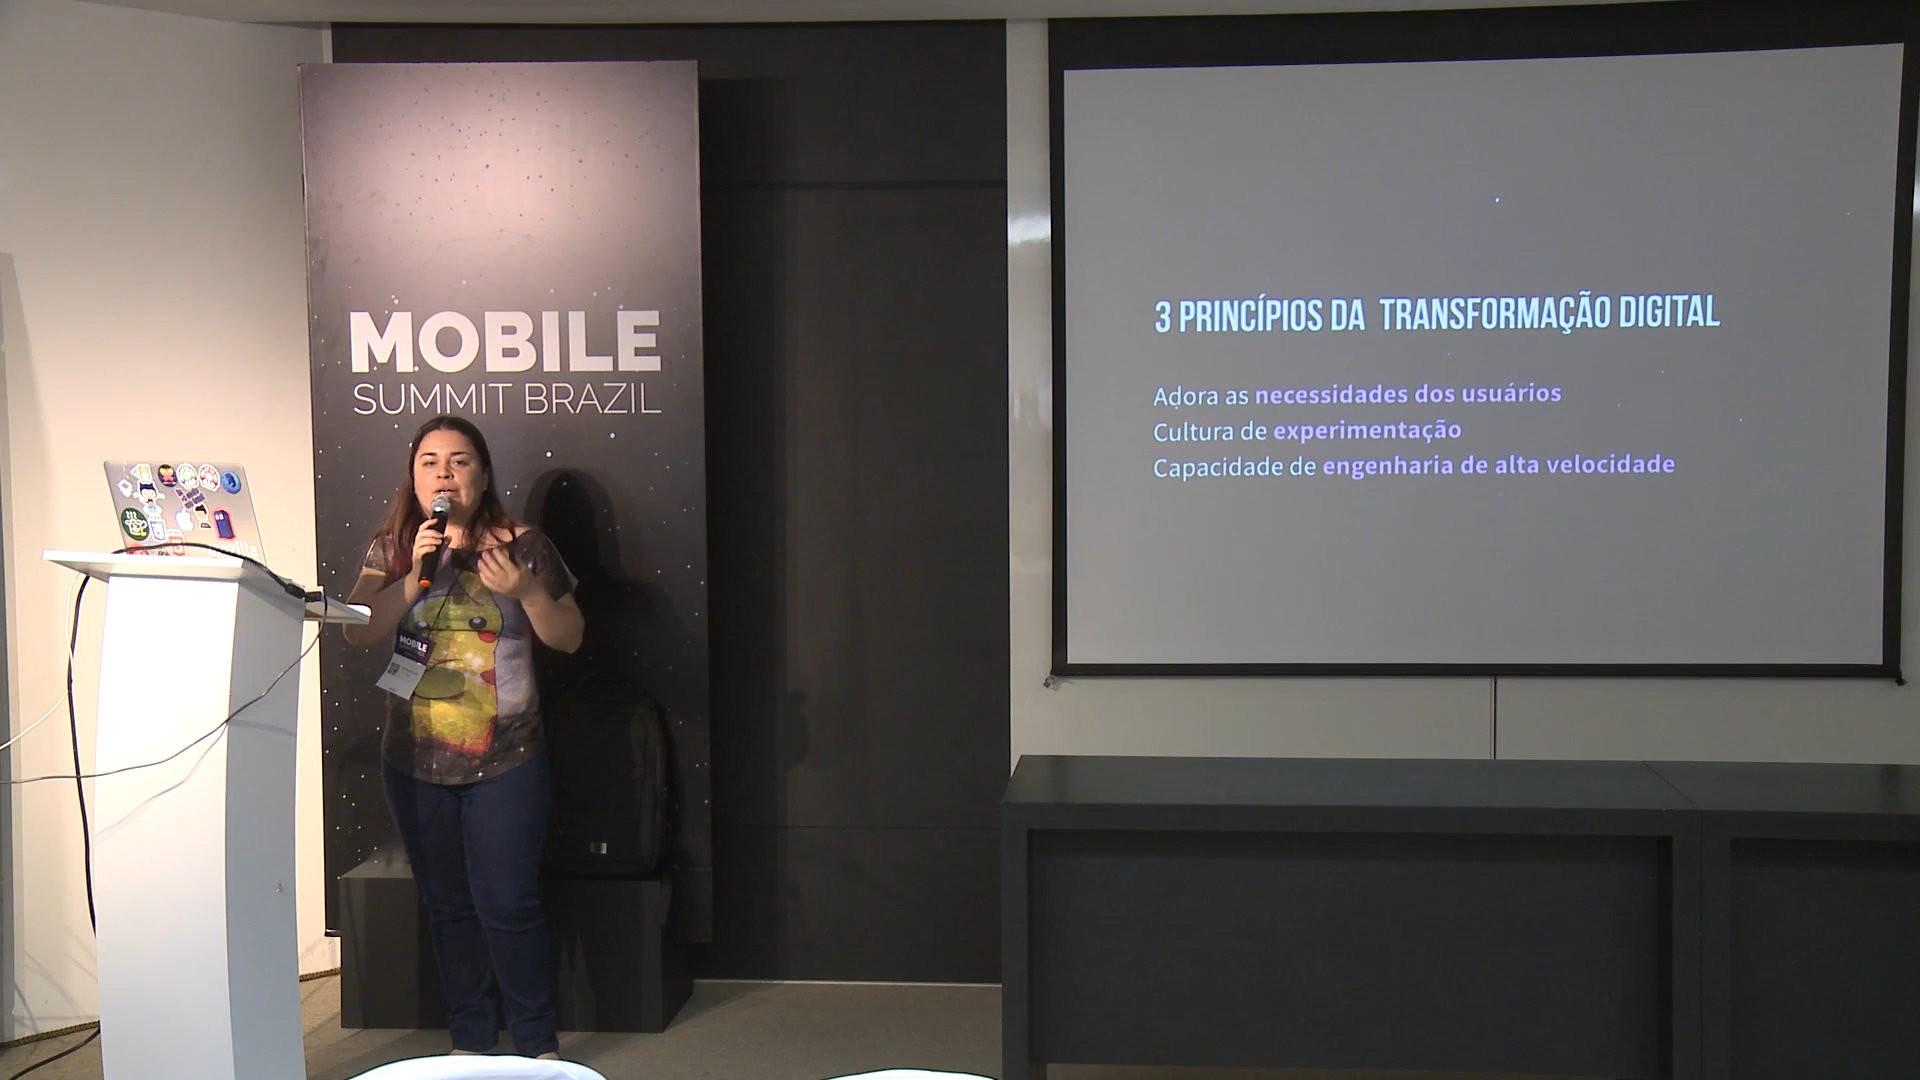 MOBILE
SUMMIT BRAZIL
3 PRINCÍPIOS DA TRANSFORMAÇÃO DIGITAL
Adora as necessidades dos usuários
Cultura de experimentação
Capacidade de engenharia de alta velocidade
MOBILE